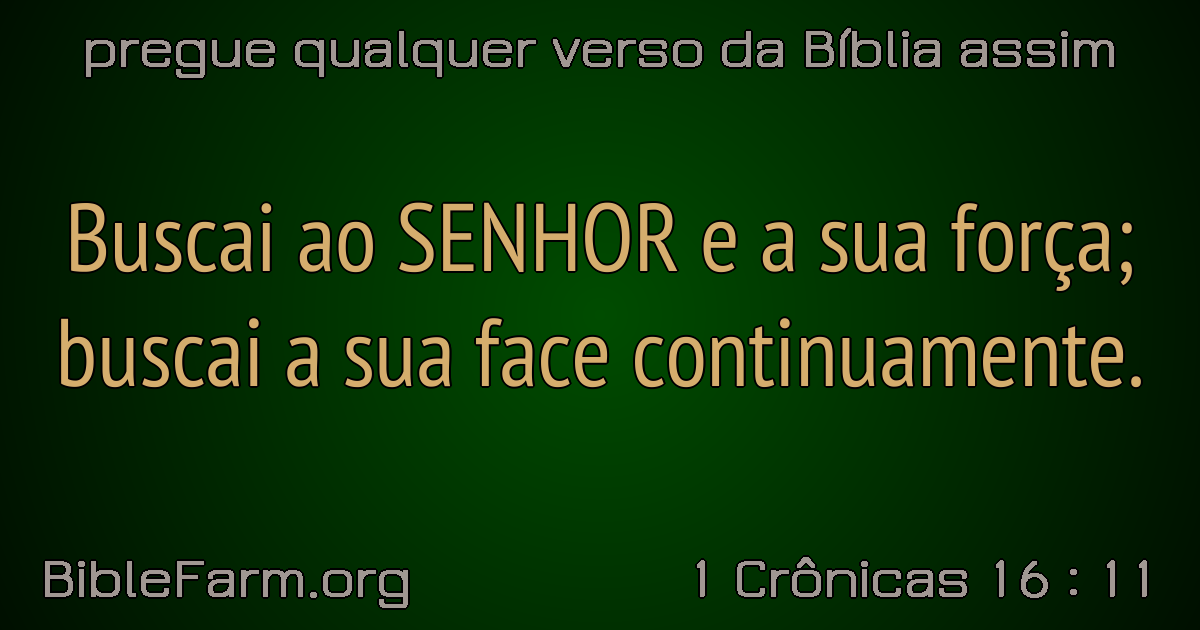 pregue qualquer verso da Bíblia assim
Buscai ao SENHOR e a sua força;
buscai a sua face continuamente.
BibleFarm.org
1 Crônicas 16 : 11